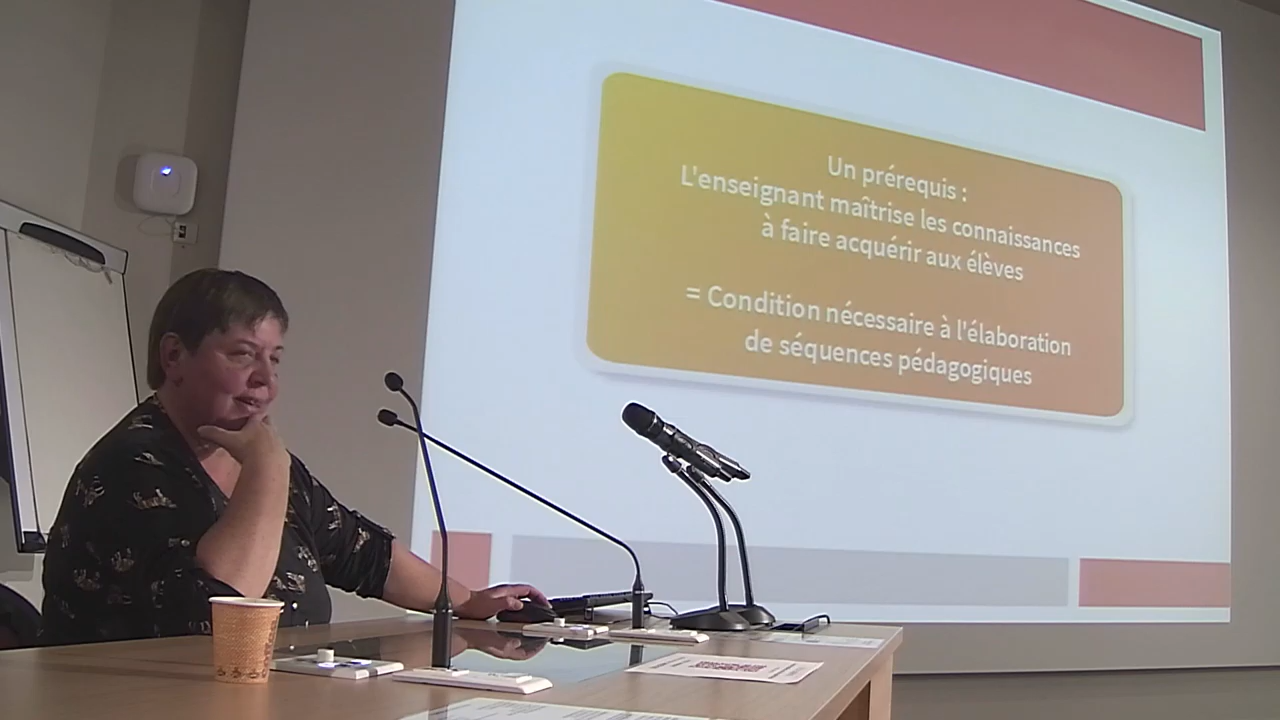 Un prérequis :
L'enseignant maîtrise les connaissances
à faire acquérir aux élèves
= Condition nécessaire à l'élaboration
de séquences pédagogiques